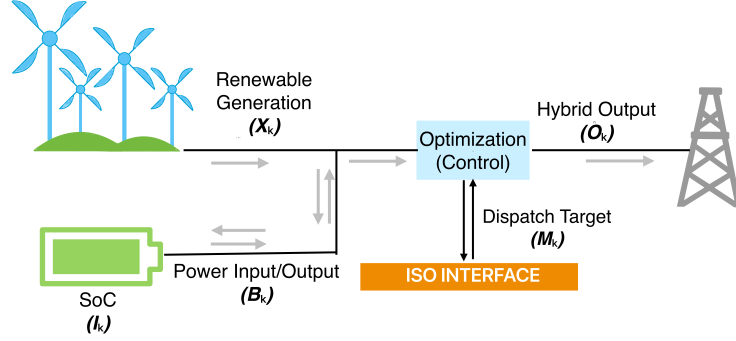 Renewable
Generation
(Xₖ)
Optimization
(Control)
Hybrid Output
(Oₖ)
Dispatch Target
(Mₖ)
ISO INTERFACE
Power Input/Output
(Bₖ)
SoC
(Iₖ)